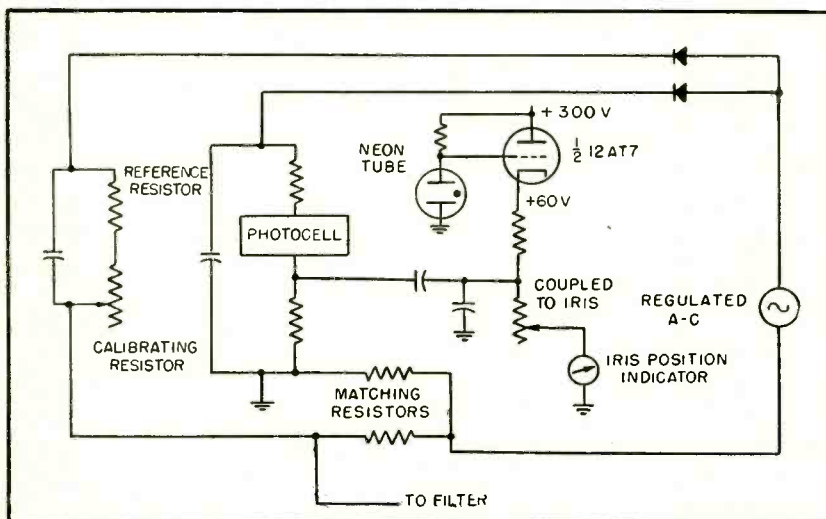 + 300 V
NEON
TUBE
1/2 12AT7
REFERENCE
RESISTOR
+60 V
PHOTOCELL
COUPLED
TO IRIS
REGULATED
A-C
CALIBRATING
RESISTOR
IRIS POSITION
INDICATOR
MATCHING
RESISTORS
TO FILTER